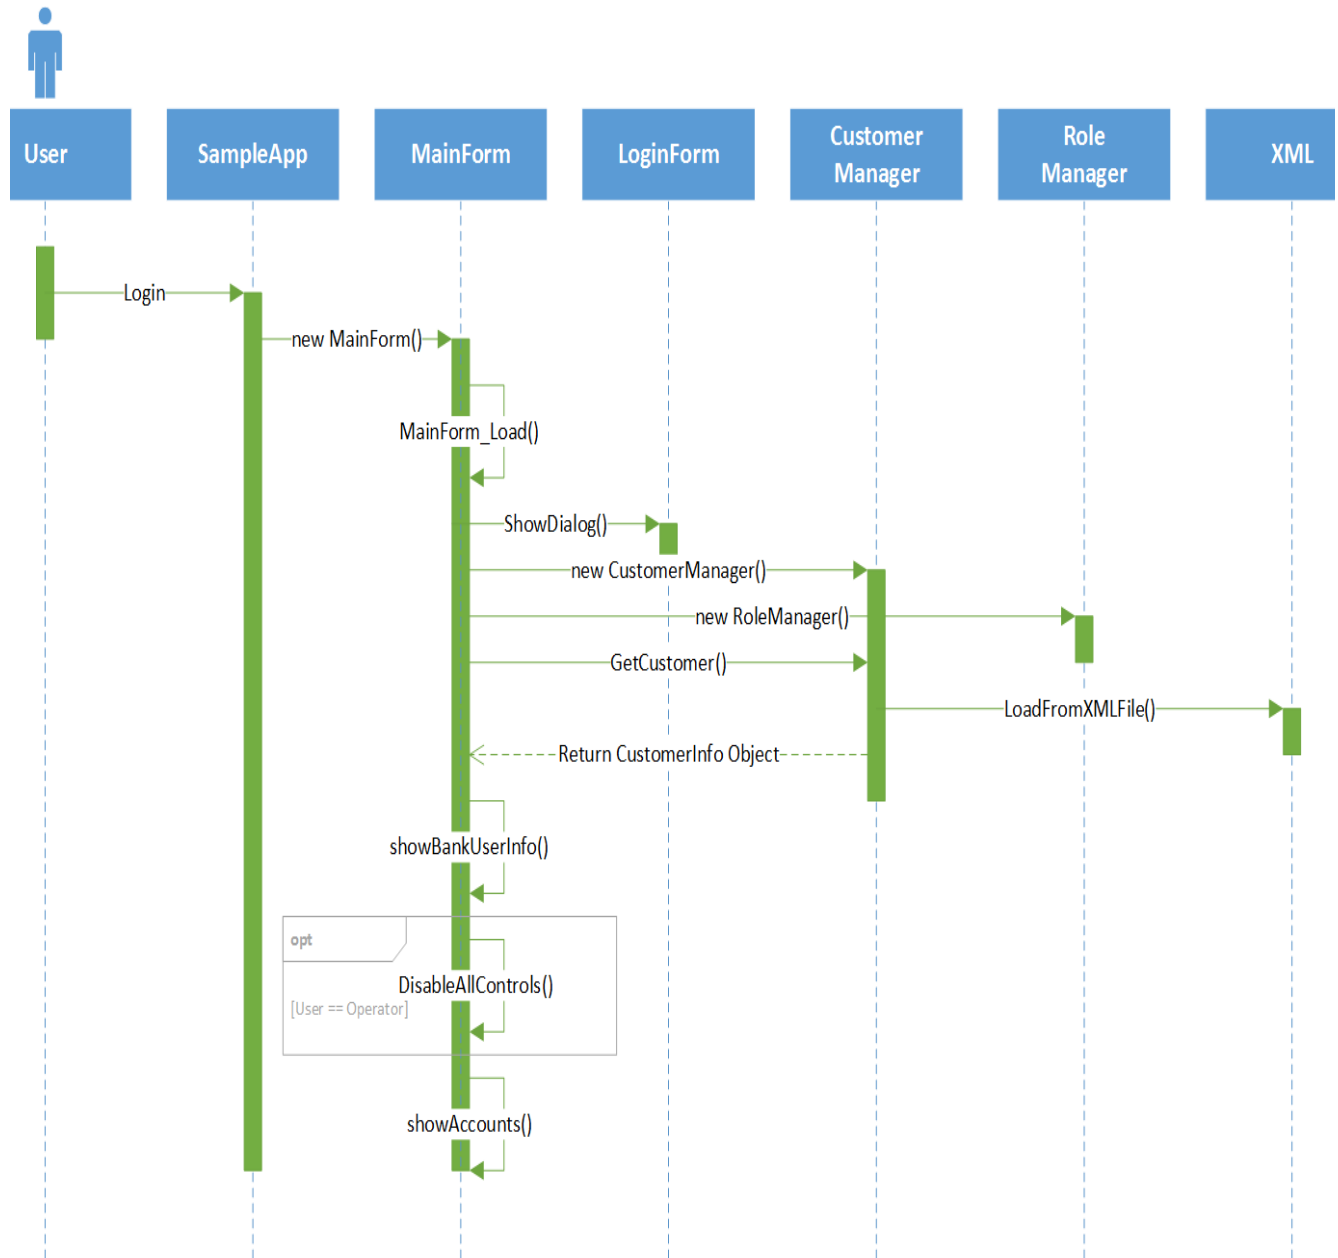 User
SampleApp
MainForm
LoginForm
Customer
Manager
Role
Manager
XML
Login
new MainForm()
MainForm_Load()
ShowDialog()
new CustomerManager()
new RoleManager()
GetCustomer()
LoadFromXMLFile()
Return CustomerInfo Object
showBankUserInfo()
opt
DisableAllControls()
[User == Operator]
showAccounts()